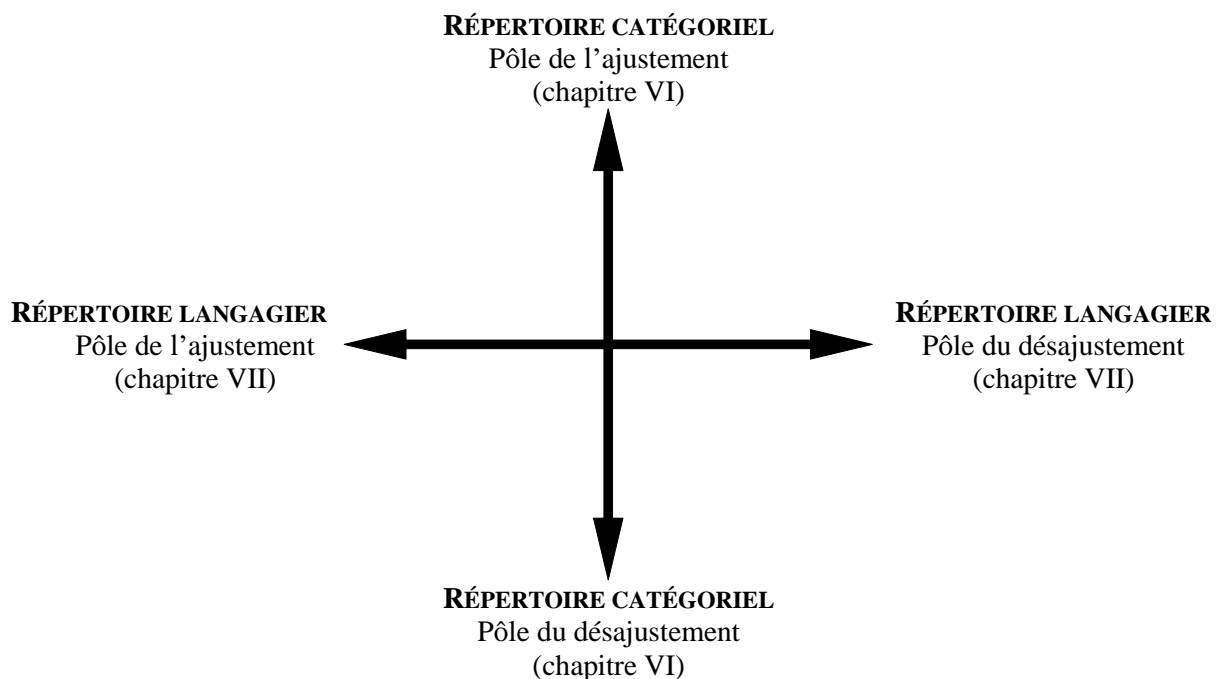 RÉPERTOIRE CATÉGORIEL
Pôle de l’ajustement
(chapitre VI)
RÉPERTOIRE LANGAGIER
Pôle de l’ajustement
(chapitre VII)
RÉPERTOIRE LANGAGIER
Pôle du désajustement
(chapitre VII)
RÉPERTOIRE CATÉGORIEL
Pôle du désajustement
(chapitre VI)